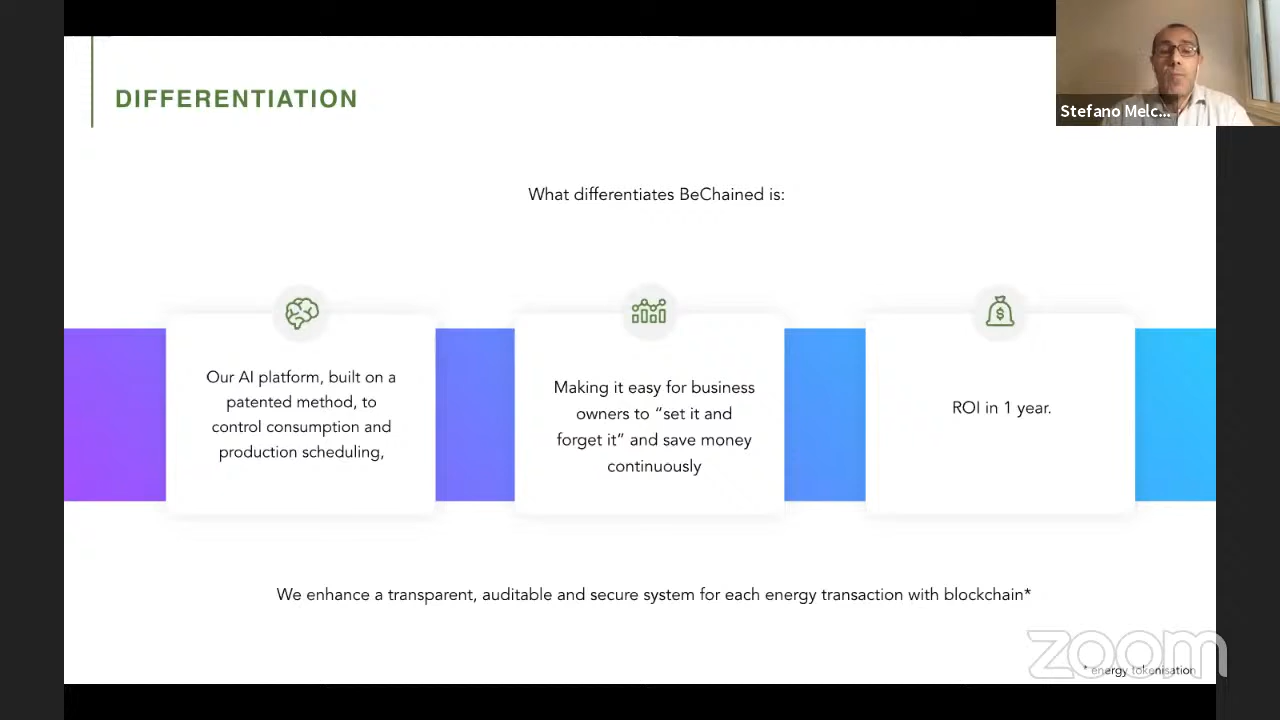 DIFFERENTIATION
Stefano Melc...
What differentiates BeChained is:
Our AI platform, built on a
patented method, to
control consumption and
production scheduling,
Making it easy for business
owners to “set it and
forget it” and save money
continuously
$
ROI in 1 year.
We enhance a transparent, auditable and secure system for each energy transaction with blockchain*
zoom
* energy tokenisation